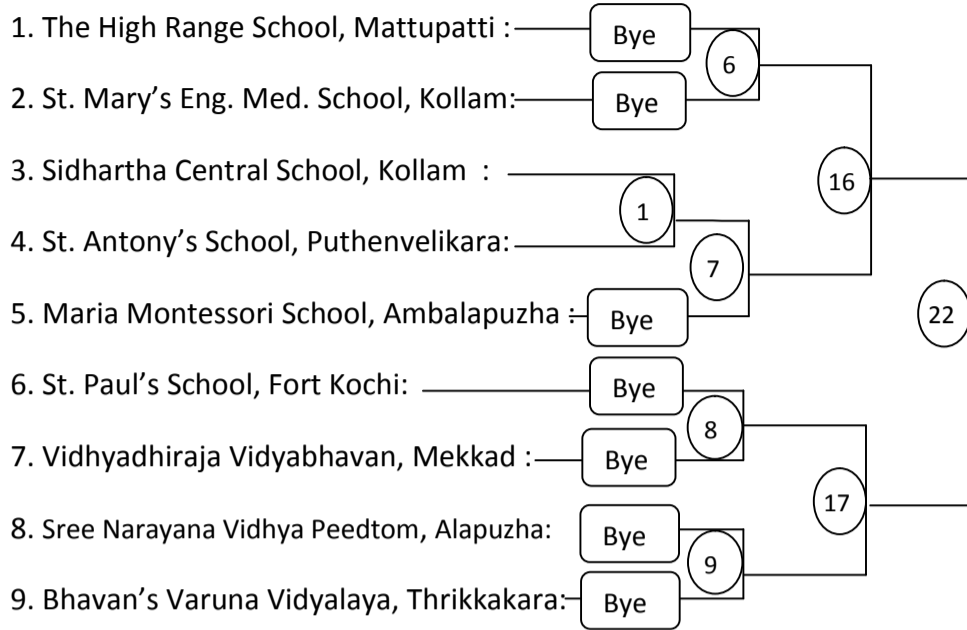 1. The High Range School, Mattupatti : Bye
6
2. St. Mary’s Eng. Med. School, Kollam: Bye
3. Sidhartha Central School, Kollam :
16
1
4. St. Antony’s School, Puthenvelikara:
7
5. Maria Montessori School, Ambalapuzha : Bye
22
6. St. Paul’s School, Fort Kochi: Bye
8
7. Vidhyadhiraja Vidyabhavan, Mekkad : Bye
17
8. Sree Narayana Vidhya Peedtom, Alapuzha: Bye
9
9. Bhavan’s Varuna Vidyalaya, Thrikkakara: Bye